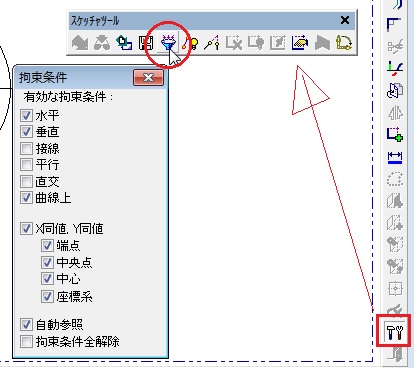 スケッチャツール
拘束条件
有効な拘束条件：
水平
垂直
接線
平行
直交
曲線上
X同値, Y同値
端点
中央点
中心
座標系
自動参照
拘束条件全解除